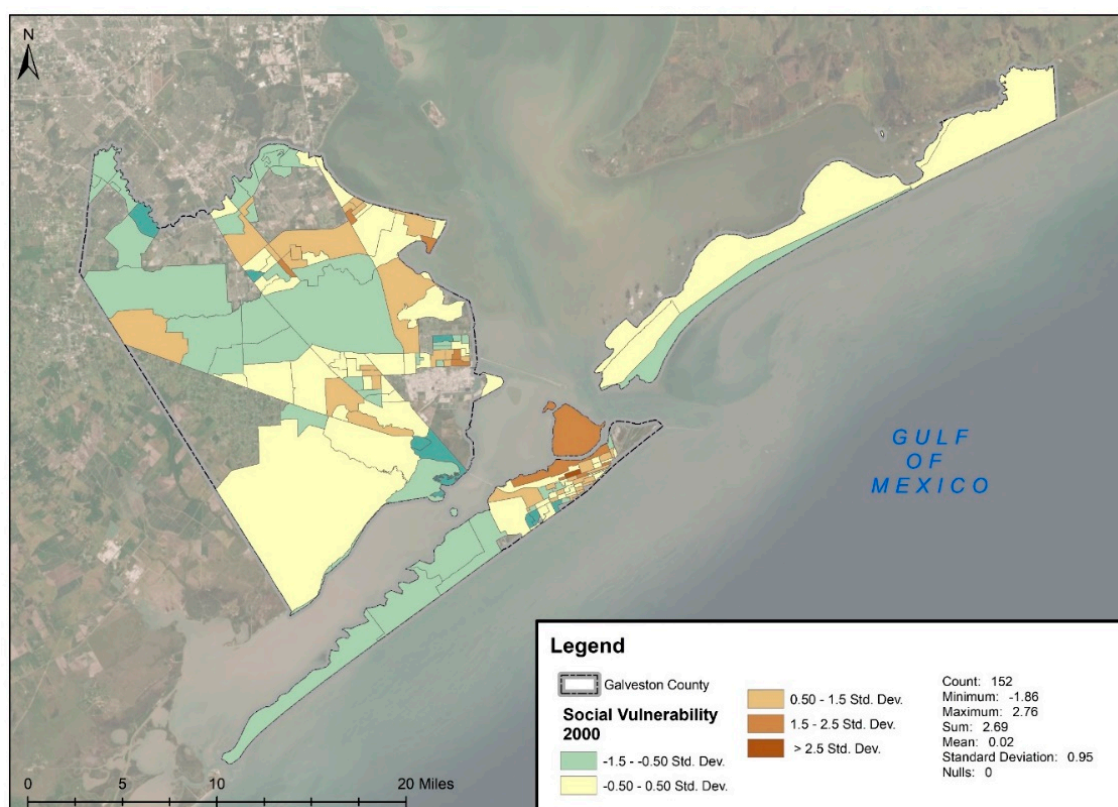 N
GULF
OF
MEXICO
Legend
Galveston County
Social Vulnerability
2000
-1.5 - -0.50 Std. Dev.
-0.50 - 0.50 Std. Dev.
0.50 - 1.5 Std. Dev.
1.5 - 2.5 Std. Dev.
> 2.5 Std. Dev.
Count: 152
Minimum: -1.86
Maximum: 2.76
Sum: 2.69
Mean: 0.02
Standard Deviation: 0.95
Nulls: 0
0 5 10 20 Miles